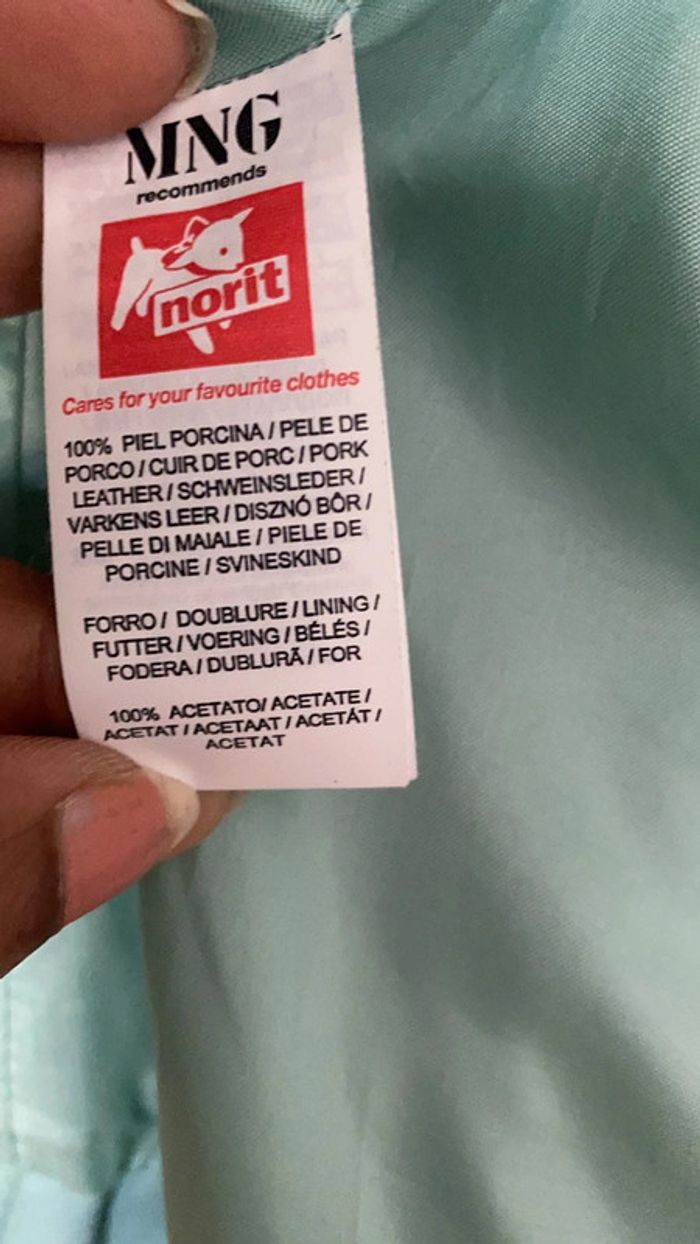 MNG
recommends
norit
Cares for your favourite clothes
100% PIEL PORCINA / PELE DE
PORCO / CUIR DE PORC / PORK
LEATHER / SCHWEINSLEDER /
VARKENS LEER / DISZNÓ BÔR /
PELLE DI MAIALE / PIELE DE
PORCINE / SVINESKIND
FORRO / DOUBLURE / LINING /
FUTTER / VOERING / BÉLÉS /
FODERA / DUBLURĂ / FOR
100% ACETATO/ ACETATE /
ACETAT / ACETAAT / ACETÁT /
ACETAT